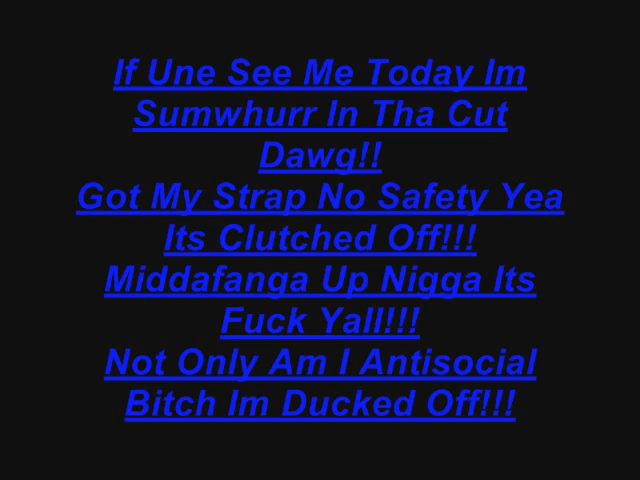 If Une See Me Today Im
Sumwhurr In Tha Cut
Dawg!!
Got My Strap No Safety Yea
Its Clutched Off!!!
Middafanga Up Nigga Its
Fuck Yall!!!
Not Only Am I Antisocial
Bitch Im Ducked Off!!!